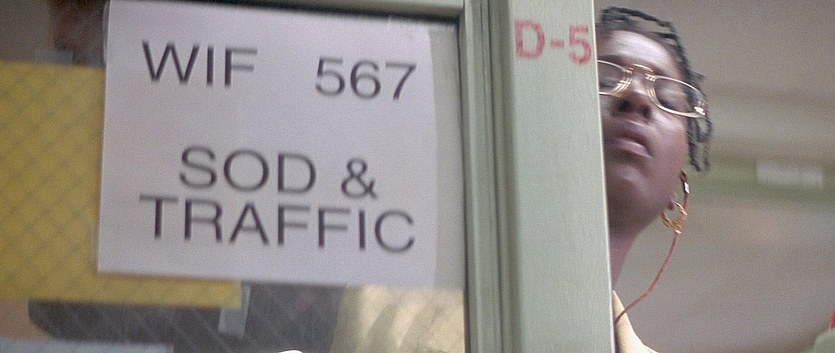 WIF 567
SOD &
TRAFFIC
D-5